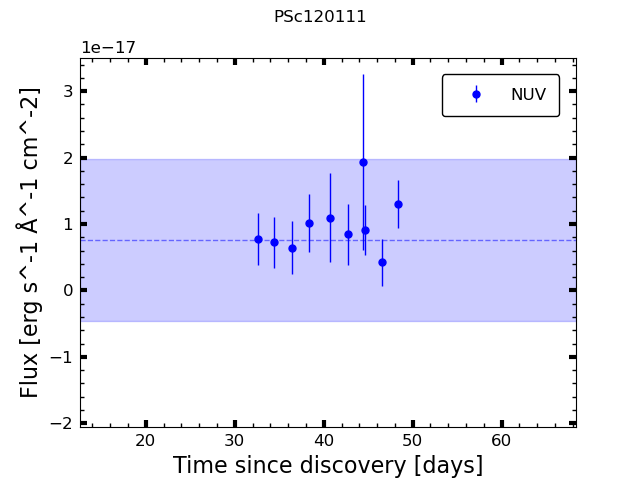 PSc120111
1e−17
NUV
3
2
1
0
−1
−2
Flux [erg s^-1 Å^-1 cm^-2]
20 30 40 50 60
Time since discovery [days]